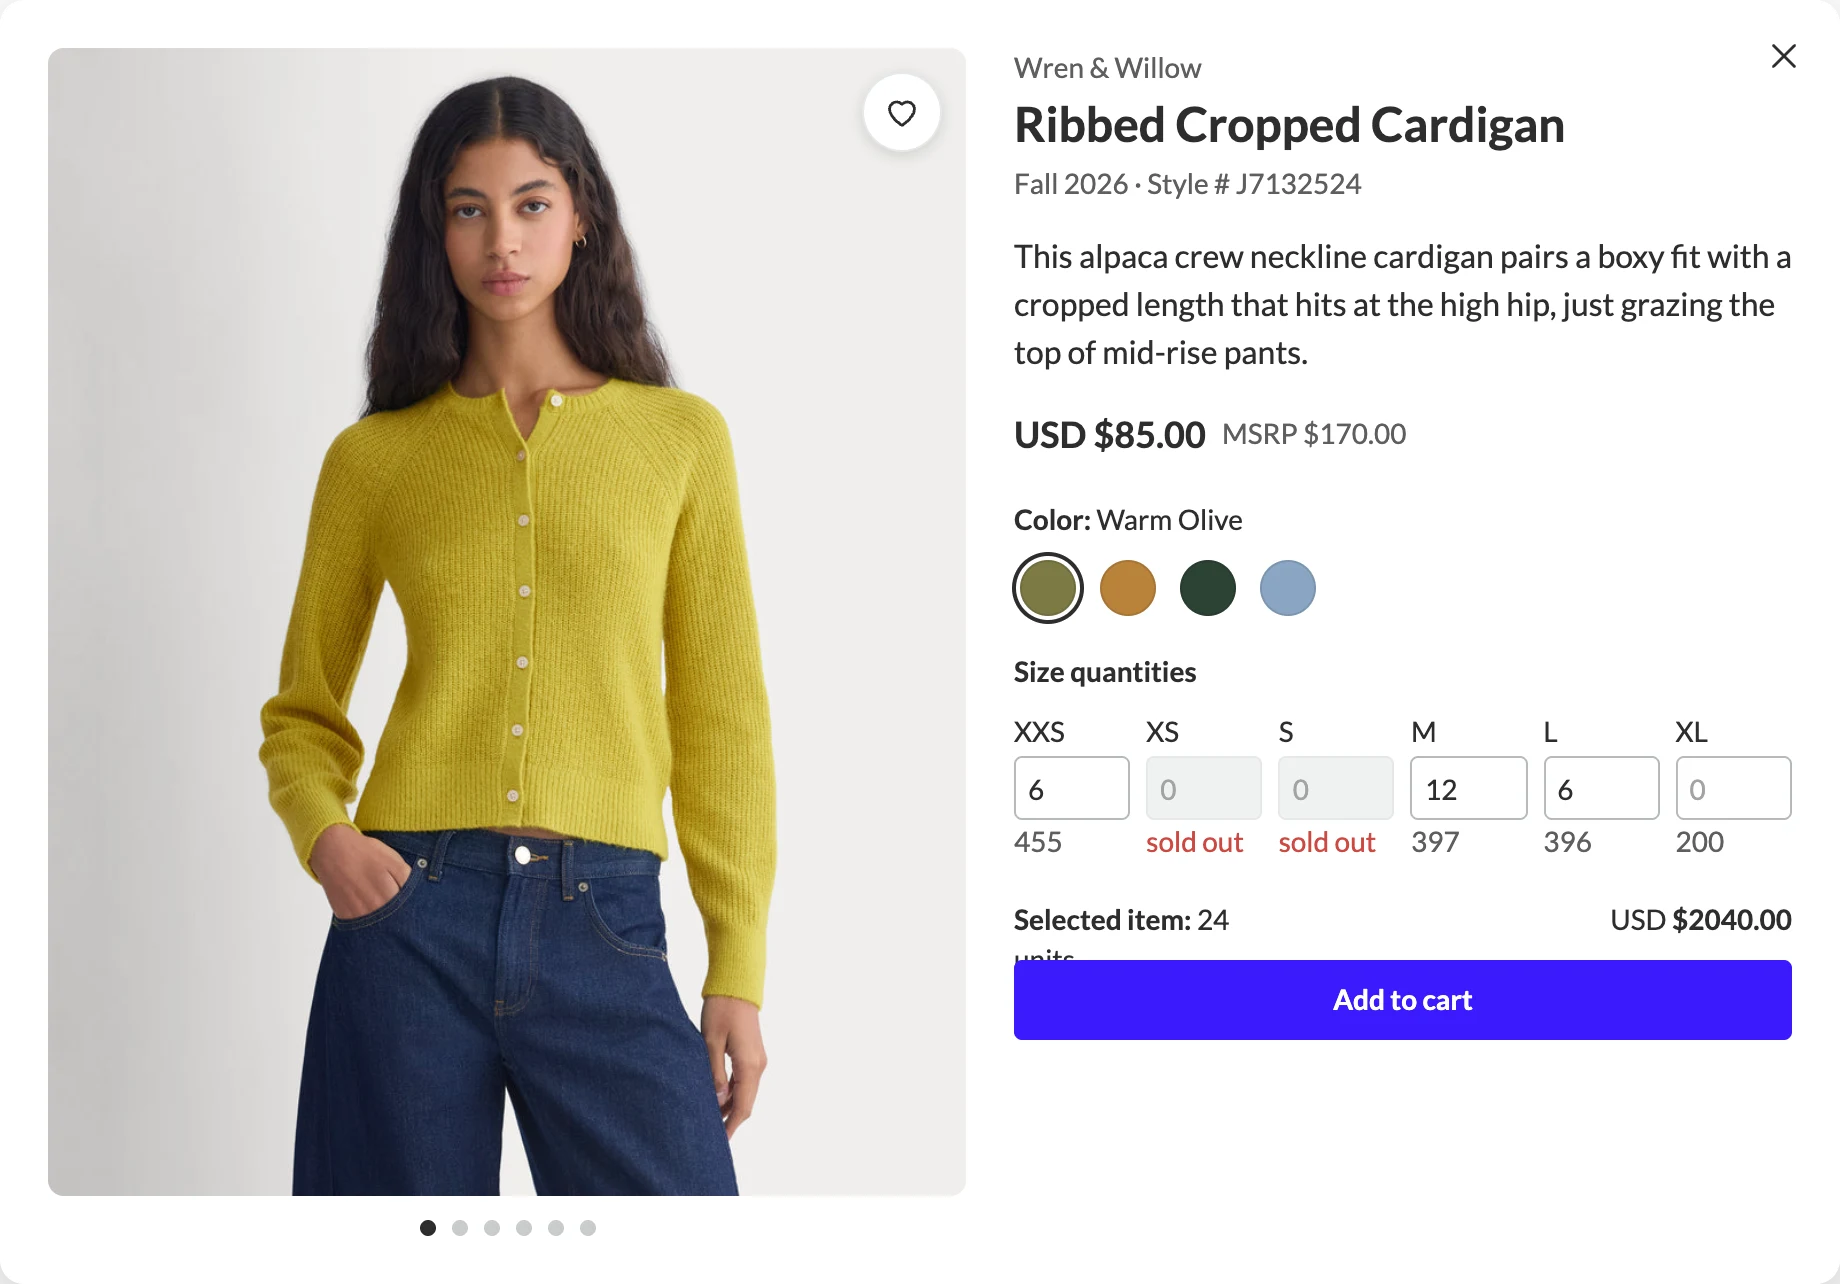 Wren & Willow
Ribbed Cropped Cardigan
Fall 2026 · Style # J7132524
This alpaca crew neckline cardigan pairs a boxy fit with a
cropped length that hits at the high hip, just grazing the
top of mid-rise pants.
USD $85.00 MSRP $170.00
Color: Warm Olive
Size quantities
XXS XS S M L XL
6 0 0 12 6 0
455 sold out sold out 397 396 200
Selected item: 24 USD $2040.00
units
Add to cart